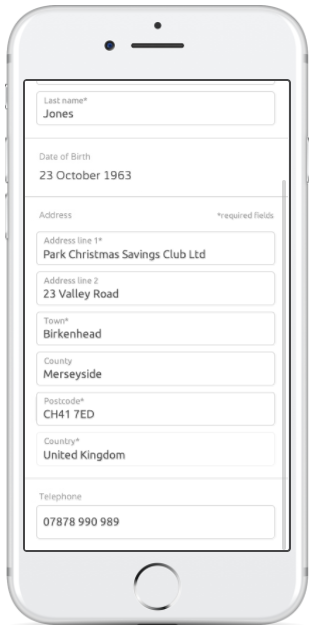 Last name*
Jones
Date of Birth
23 October 1963
Address *required fields
Address line 1*
Park Christmas Savings Club Ltd
Address line 2
23 Valley Road
Town*
Birkenhead
County
Merseyside
Postcode*
CH41 7ED
Country*
United Kingdom
Telephone
07878 990 989